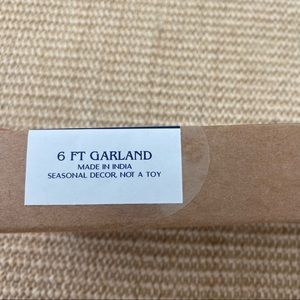 6 FT GARLAND
MADE IN INDIA
SEASONAL DECOR, NOT A TOY